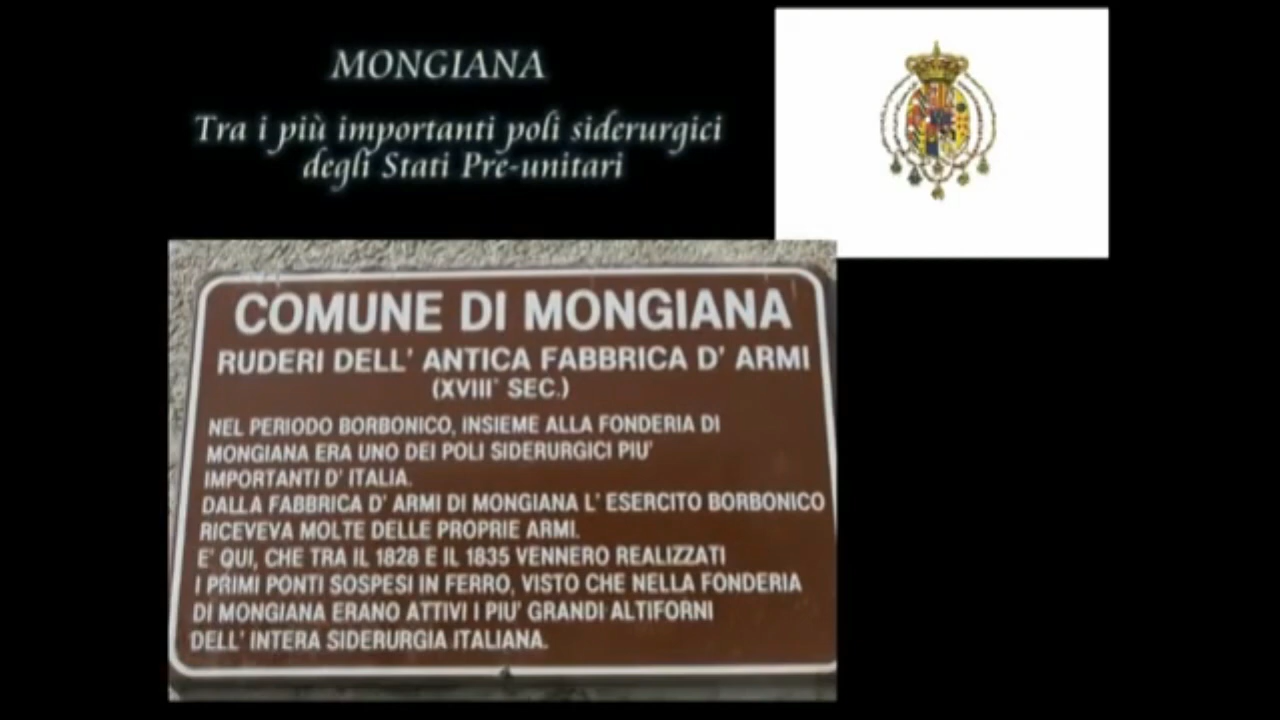 MONGIANA
Tra i più importanti poli siderurgici
degli Stati Pre-unitari
COMUNE DI MONGIANA
RUDERI DELL' ANTICA FABBRICA D' ARMI
(XVIII° SEC.)
NEL PERIODO BORBONICO, INSIEME ALLA FONDERIA DI
MONGIANA ERA UNO DEI POLI SIDERURGICI PIU'
IMPORTANTI D' ITALIA.
DALLA FABBRICA D' ARMI DI MONGIANA L' ESERCITO BORBONICO
RICEVEVA MOLTE DELLE PROPRIE ARMI.
E' QUI, CHE TRA IL 1828 E IL 1835 VENNERO REALIZZATI
I PRIMI PONTI SOSPESI IN FERRO, VISTO CHE NELLA FONDERIA
DI MONGIANA ERANO ATTIVI I PIU' GRANDI ALTIFORNI
DELL' INTERA SIDERURGIA ITALIANA.